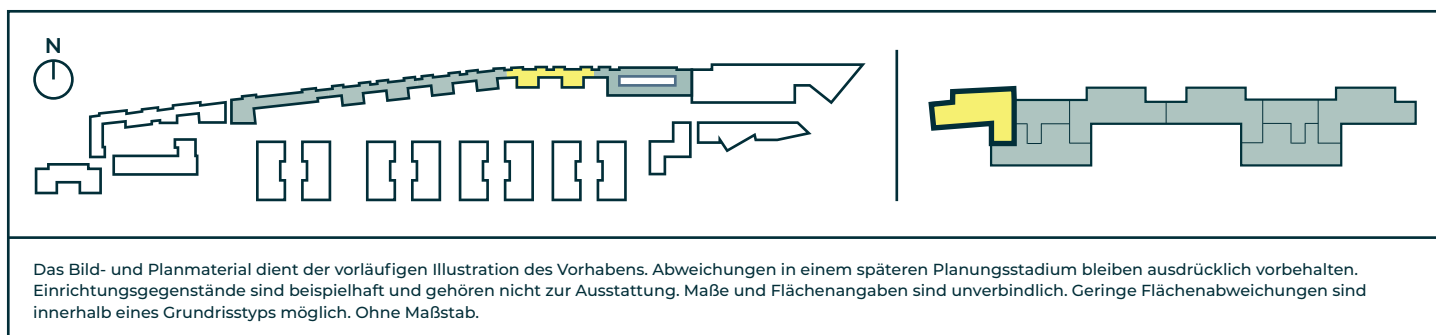 N
Das Bild- und Planmaterial dient der vorläufigen Illustration des Vorhabens. Abweichungen in einem späteren Planungsstadium bleiben ausdrücklich vorbehalten.
Einrichtungsgegenstände sind beispielhaft und gehören nicht zur Ausstattung. Maße und Flächenangaben sind unverbindlich. Geringe Flächenabweichungen sind
innerhalb eines Grundrisstyps möglich. Ohne Maßstab.